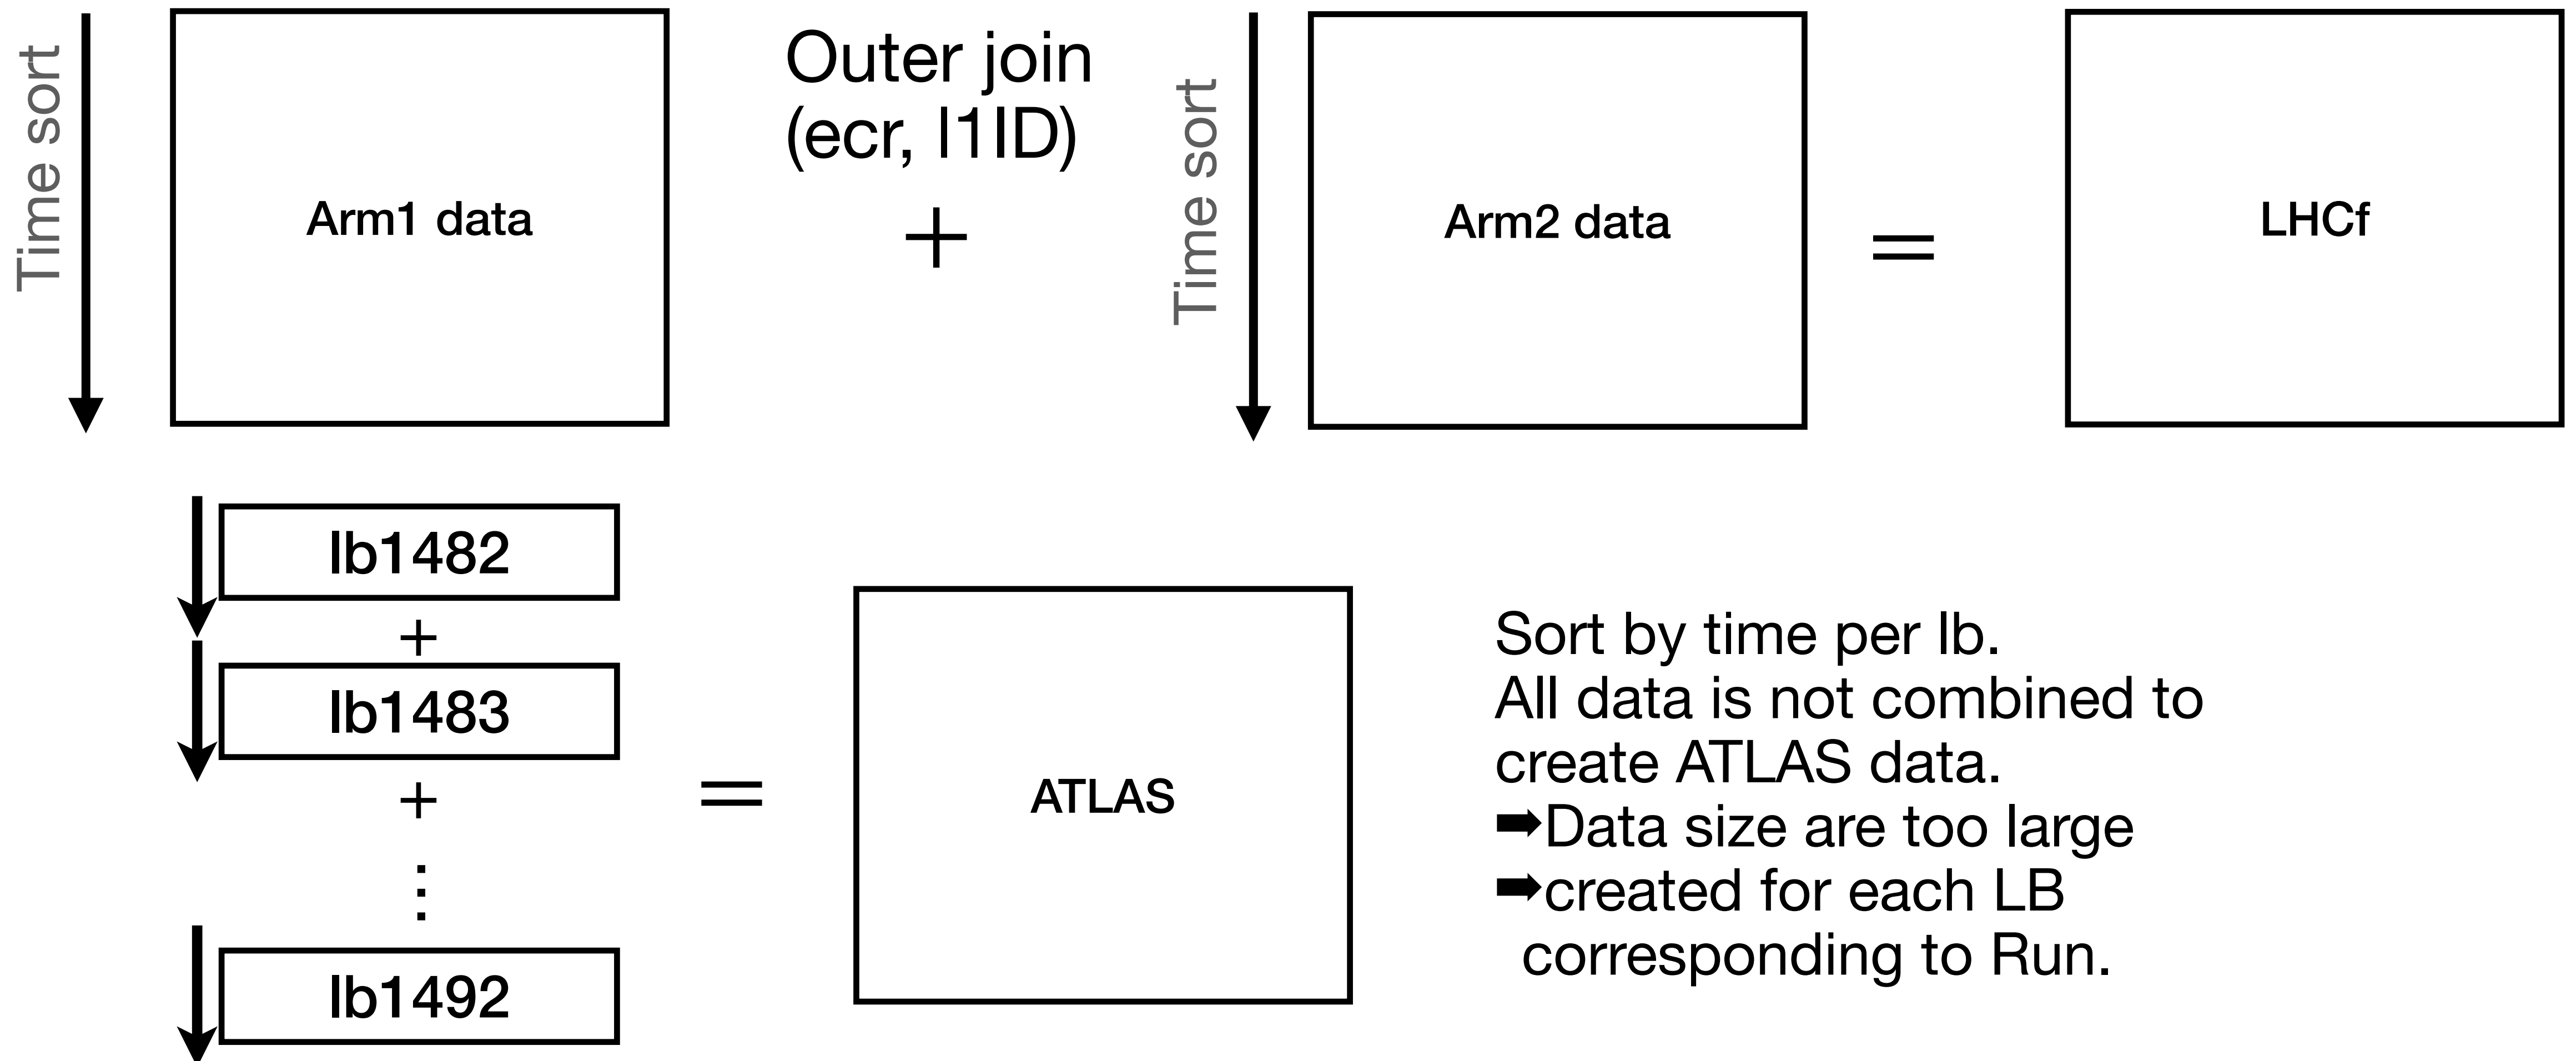 Time sort
Arm1 data
Outer join
(ecr, l1ID)
+
Time sort
Arm2 data
=
LHCf
lb1482
+
lb1483
+
⋮
lb1492
=
ATLAS
Sort by time per lb.
All data is not combined to
create ATLAS data.
➡Data size are too large
➡created for each LB
corresponding to Run.